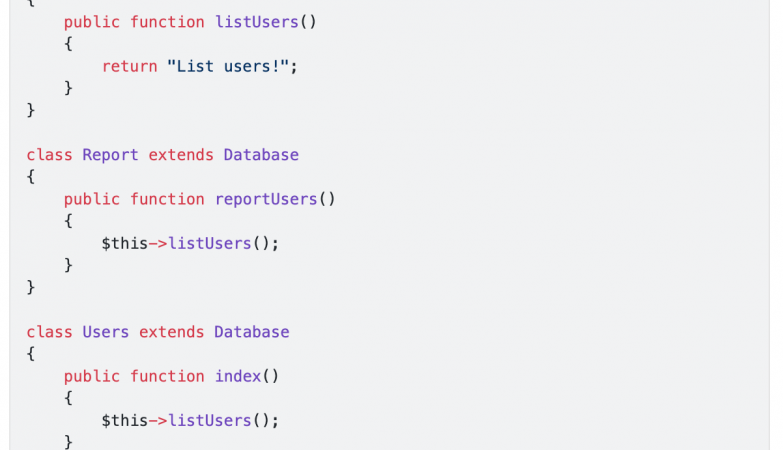 {
    public function listUsers()
    {
        return "List users!";
    }
}

class Report extends Database
{
    public function reportUsers()
    {
        $this->listUsers();
    }
}

class Users extends Database
{
    public function index()
    {
        $this->listUsers();
    }